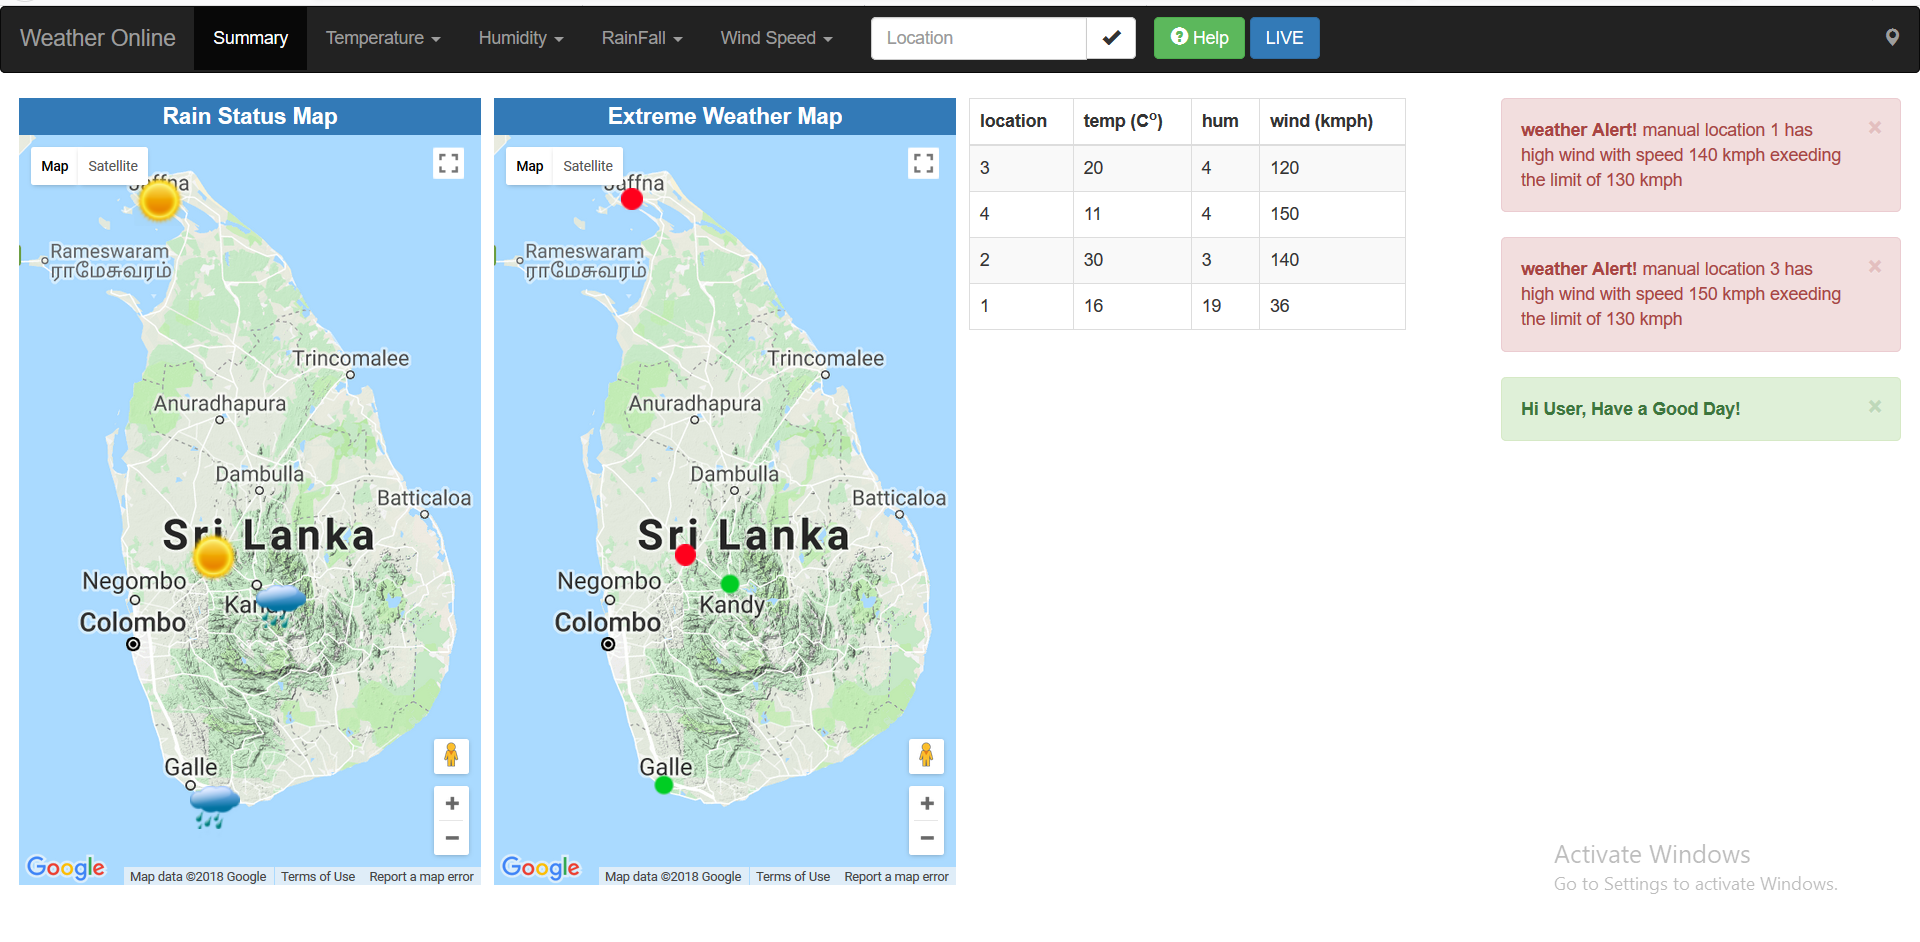 Weather Online
Summary
Temperature
Humidity
RainFall
Wind Speed
Location
Help
LIVE
Rain Status Map
Map
Satellite
Rameswaram
ராமேசுவரம்
Trincomalee
Anuradhapura
Dambulla
Batticaloa
Sri Lanka
Negombo
Colombo
Galle
Google
Map data ©2018 Google
Terms of Use
Report a map error
Extreme Weather Map
Map
Satellite
Jaffna
Rameswaram
ராமேசுவரம்
Trincomalee
Anuradhapura
Dambulla
Batticaloa
Sri Lanka
Negombo
Kandy
Colombo
Galle
Google
Map data ©2018 Google
Terms of Use
Report a map error
location temp (Cº) hum wind (kmph)
3 20 4 120
4 11 4 150
2 30 3 140
1 16 19 36
weather Alert! manual location 1 has
high wind with speed 140 kmph exeeding
the limit of 130 kmph
×
weather Alert! manual location 3 has
high wind with speed 150 kmph exeeding
the limit of 130 kmph
×
Hi User, Have a Good Day!
×
Activate Windows
Go to Settings to activate Windows.